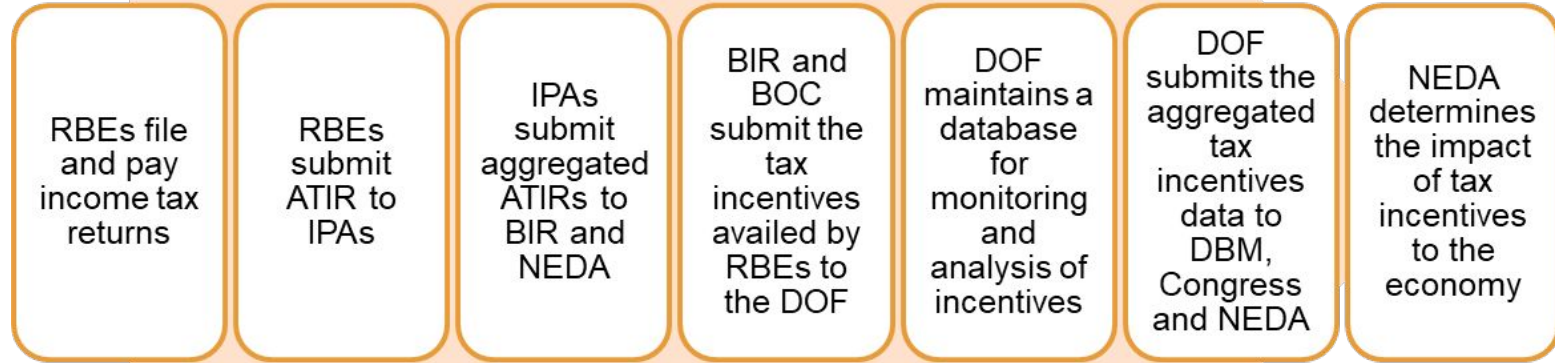 RBEs file
and pay
income tax
returns
RBEs
submit
ATIR to
IPAs
IPAs
submit
aggregated
ATIRs to
BIR and
NEDA
BIR and
BOC
submit the
tax
incentives
availed by
RBEs to
the DOF
DOF
maintains a
database
for
monitoring
and
analysis of
incentives
DOF
submits the
aggregated
tax
incentives
data to
DBM,
Congress
and NEDA
NEDA
determines
the impact
of tax
incentives
to the
economy